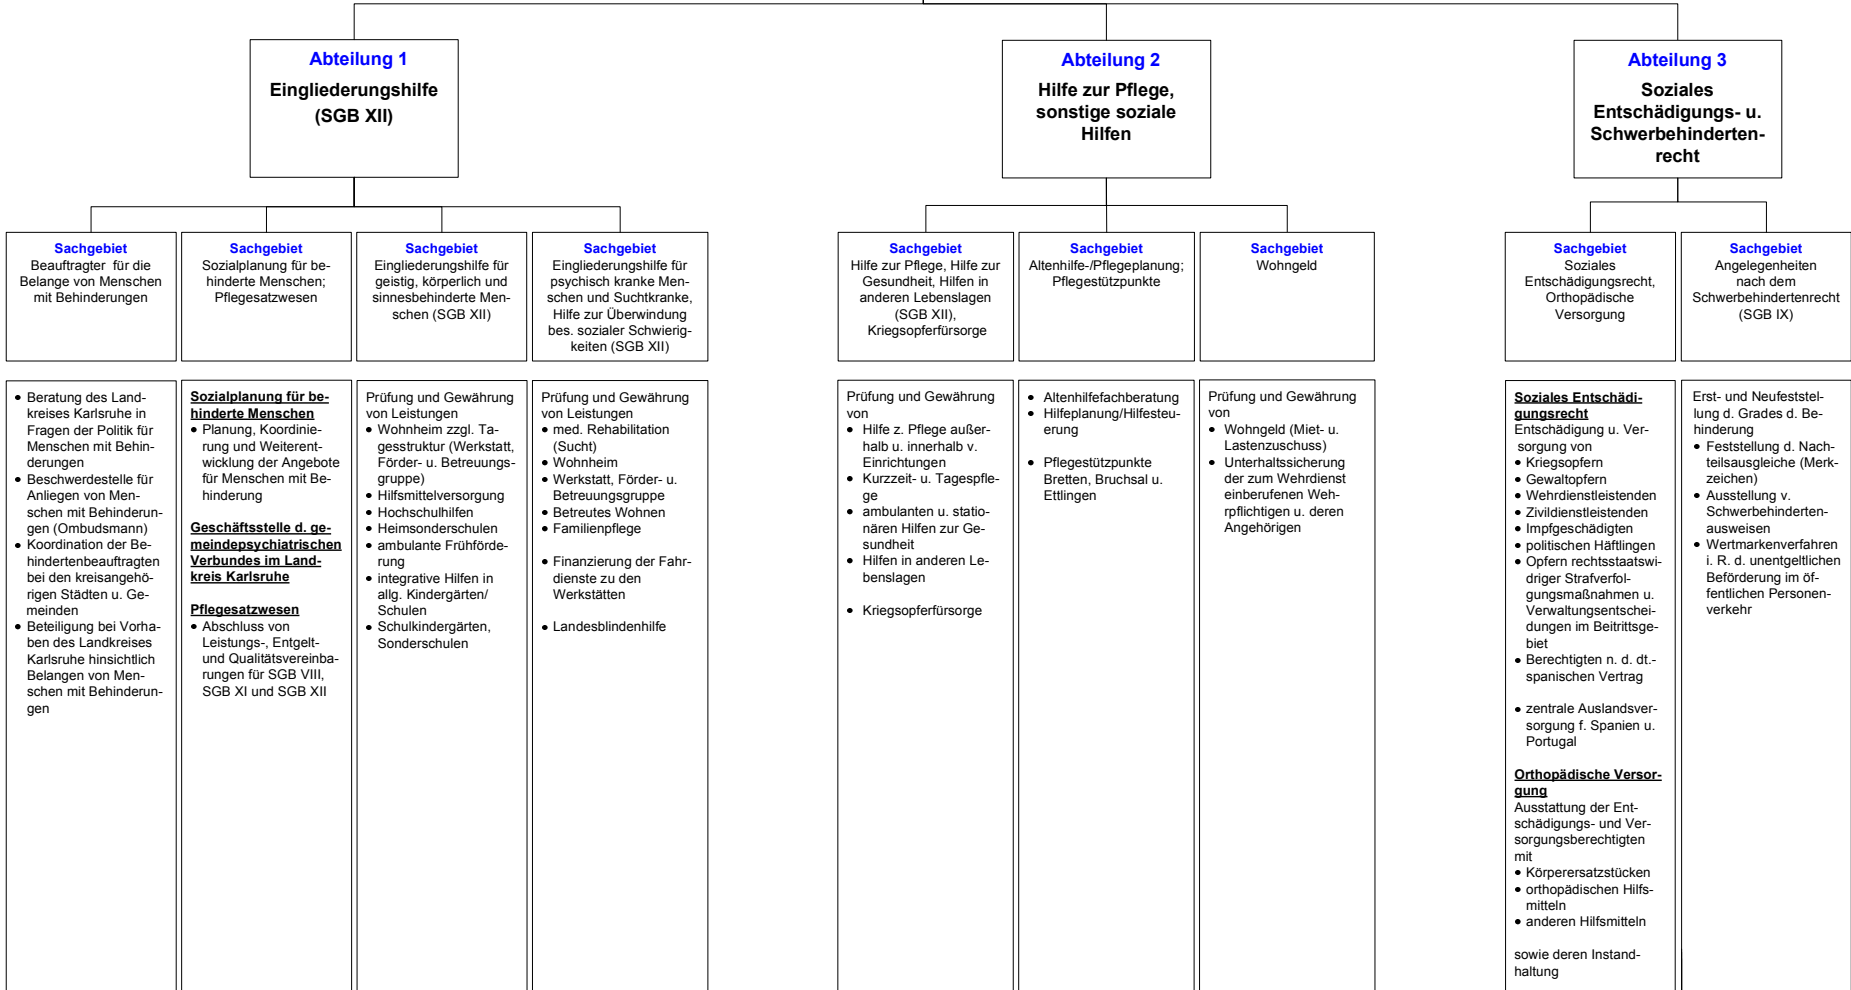 Abteilung 1
Eingliederungshilfe
(SGB XII)
Abteilung 2
Hilfe zur Pflege,
sonstige soziale
Hilfen
Abteilung 3
Soziales
Entschädigungs- u.
Schwerbehinderten-
recht
Sachgebiet
Beauftragter für die
Belange von Menschen
mit Behinderungen
Sachgebiet
Sozialplanung für be-
hinderte Menschen;
Pflegesatzwesen
Sachgebiet
Eingliederungshilfe für
geistig, körperlich und
sinnesbehinderte Men-
schen (SGB XII)
Sachgebiet
Eingliederungshilfe für
psychisch kranke Men-
schen und Suchtkranke,
Hilfe zur Überwindung
bes. sozialer Schwierig-
keiten (SGB XII)
Sachgebiet
Hilfe zur Pflege, Hilfe zur
Gesundheit, Hilfen in
anderen Lebenslagen
(SGB XII),
Kriegsopferfürsorge
Sachgebiet
Altenhilfe-/Pflegeplanung;
Pflegestützpunkte
Sachgebiet
Wohngeld
Sachgebiet
Soziales
Entschädigungsrecht,
Orthopädische
Versorgung
Sachgebiet
Angelegenheiten
nach dem
Schwerbehindertenrecht
(SGB IX)
• Beratung des Land-
kreises Karlsruhe in
Fragen der Politik für
Menschen mit Behin-
derungen
• Beschwerdestelle für
Anliegen von Men-
schen mit Behinderun-
gen (Ombudsmann)
• Koordination der Be-
hindertenbeauftragten
bei den kreisangehö-
rigen Städten u. Ge-
meinden
• Beteiligung bei Vorha-
ben des Landkreises
Karlsruhe hinsichtlich
Belangen von Men-
schen mit Behinderun-
gen
Sozialplanung für be-
hinderte Menschen
• Planung, Koordinie-
rung und Weiterent-
wicklung der Angebote
für Menschen mit Be-
hinderung
Geschäftsstelle d. ge-
meindepsychiatrischen
Verbundes im Land-
kreis Karlsruhe
Pflegesatzwesen
• Abschluss von
Leistungs-, Entgelt-
und Qualitätsvereinba-
rungen für SGB VIII,
SGB XI und SGB XII
Prüfung und Gewährung
von Leistungen
• Wohnheim zzgl. Ta-
gesstruktur (Werkstatt,
Förder- u. Betreuungs-
gruppe)
• Hilfsmittelversorgung
• Hochschulhilfen
• Heimsonderschulen
• ambulante Frühförde-
rung
• integrative Hilfen in
allg. Kindergärten/
Schulen
• Schulkindergärten,
Sonderschulen
Prüfung und Gewährung
von Leistungen
• med. Rehabilitation
(Sucht)
• Wohnheim
• Werkstatt, Förder- u.
Betreuungsgruppe
• Betreutes Wohnen
• Familienpflege
• Finanzierung der Fahr-
dienste zu den
Werkstätten
• Landesblindenhilfe
Prüfung und Gewährung
von
• Hilfe z. Pflege außer-
halb u. innerhalb v.
Einrichtungen
• Kurzzeit- u. Tagespfle-
ge
• ambulanten u. statio-
nären Hilfen zur Ge-
sundheit
• Hilfen in anderen Le-
benslagen
• Kriegsopferfürsorge
• Altenhilfefachberatung
• Hilfeplanung/Hilfesteu-
erung
• Pflegestützpunkte
Bretten, Bruchsal u.
Ettlingen
Prüfung und Gewährung
von
• Wohngeld (Miet- u.
Lastenzuschuss)
• Unterhaltssicherung
der zum Wehrdienst
einberufenen Weh-
rpflichtigen u. deren
Angehörigen
Soziales Entschädi-
gungsrecht
Entschädigung u. Ver-
sorgung von
• Kriegsopfern
• Gewaltopfern
• Wehrdienstleistenden
• Zivildienstleistenden
• Impfgeschädigten
• politischen Häftlingen
• Opfern rechtsstaatswi-
driger Strafverfol-
gungsmaßnahmen u.
Verwaltungsentschei-
dungen im Beitrittsge-
biet
• Berechtigten n. d. dt.-
spanischen Vertrag
• zentrale Auslandsver-
sorgung f. Spanien u.
Portugal
Orthopädische Versor-
gung
Ausstattung der Ent-
schädigungs- und Ver-
sorgungsberechtigten
mit
• Körperersatzstücken
• orthopädischen Hilfs-
mitteln
• anderen Hilfsmitteln
sowie deren Instand-
haltung
Erst- und Neufeststel-
lung d. Grades d. Be-
hinderung
• Feststellung d. Nach-
teilsausgleiche (Merk-
zeichen)
• Ausstellung v.
Schwerbehinderten-
ausweisen
• Wertmarkenverfahren
i. R. d. unentgeltlichen
Beförderung im öf-
fentlichen Personen-
verkehr